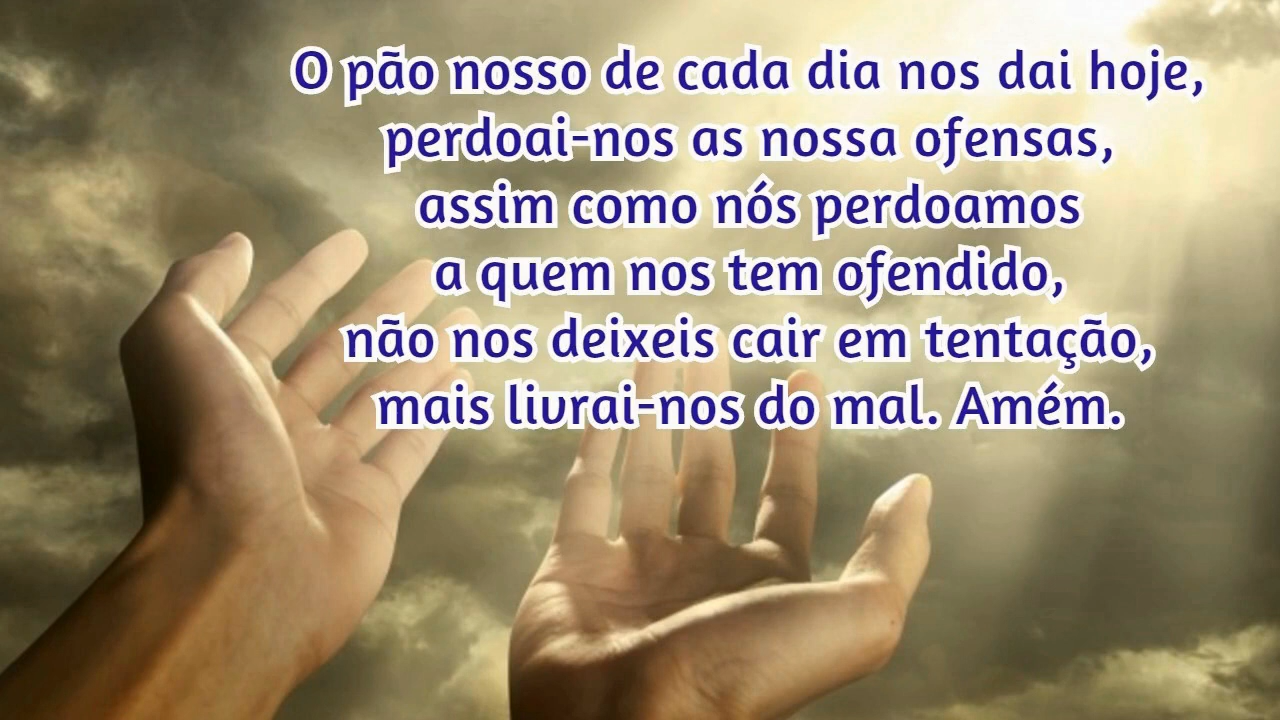 O pão nosso de cada dia nos dai hoje,
perdoai-nos as nossa ofensas,
assim como nós perdoamos
a quem nos tem ofendido,
não nos deixeis cair em tentação,
mais livrai-nos do mal. Amém.